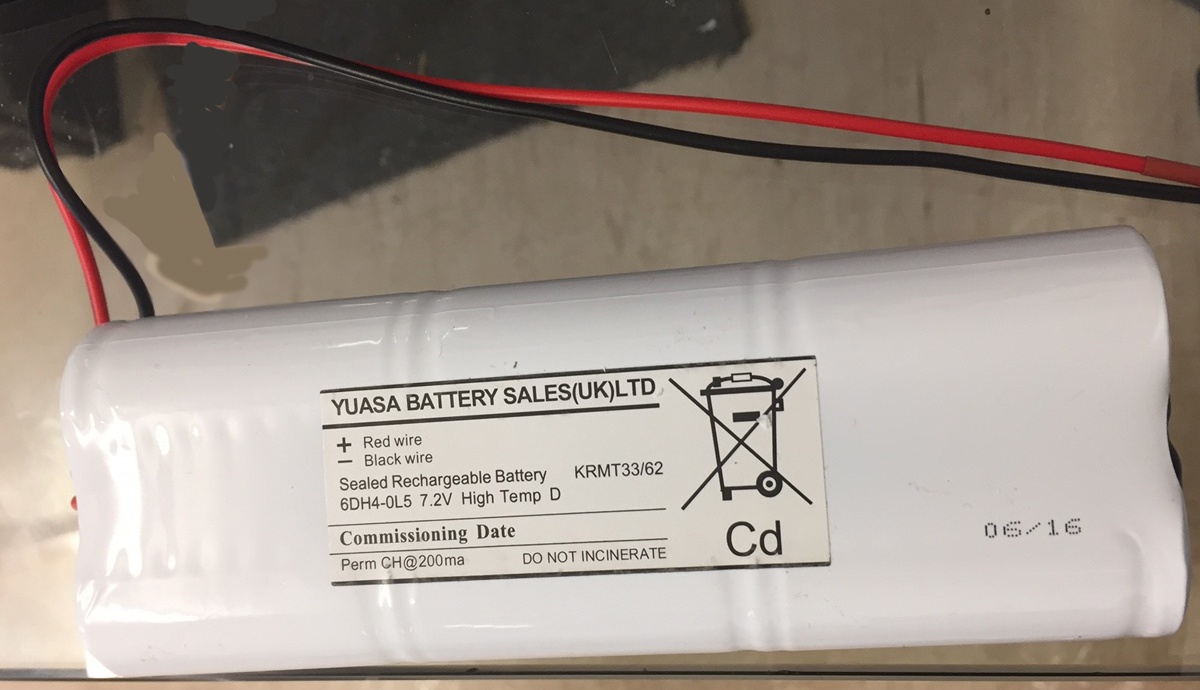 YUASA BATTERY SALES(UK)LTD
+ Red wire
− Black wire
Sealed Rechargeable Battery KRMT33/62
6DH4-0L5 7.2V High Temp D
Commissioning Date
Perm CH@200ma DO NOT INCINERATE
Cd
06/16